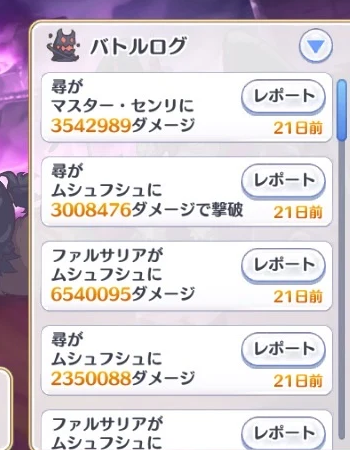 バトルログ
尋が
マスター・センリに
3542989ダメージ
レポート
21日前
尋が
ムシュフシュに
3008476ダメージで撃破
レポート
21日前
ファルサリアが
ムシュフシュに
6540095ダメージ
レポート
21日前
尋が
ムシュフシュに
2350088ダメージ
レポート
21日前
ファルサリアが
ムシュフシュに
レポート